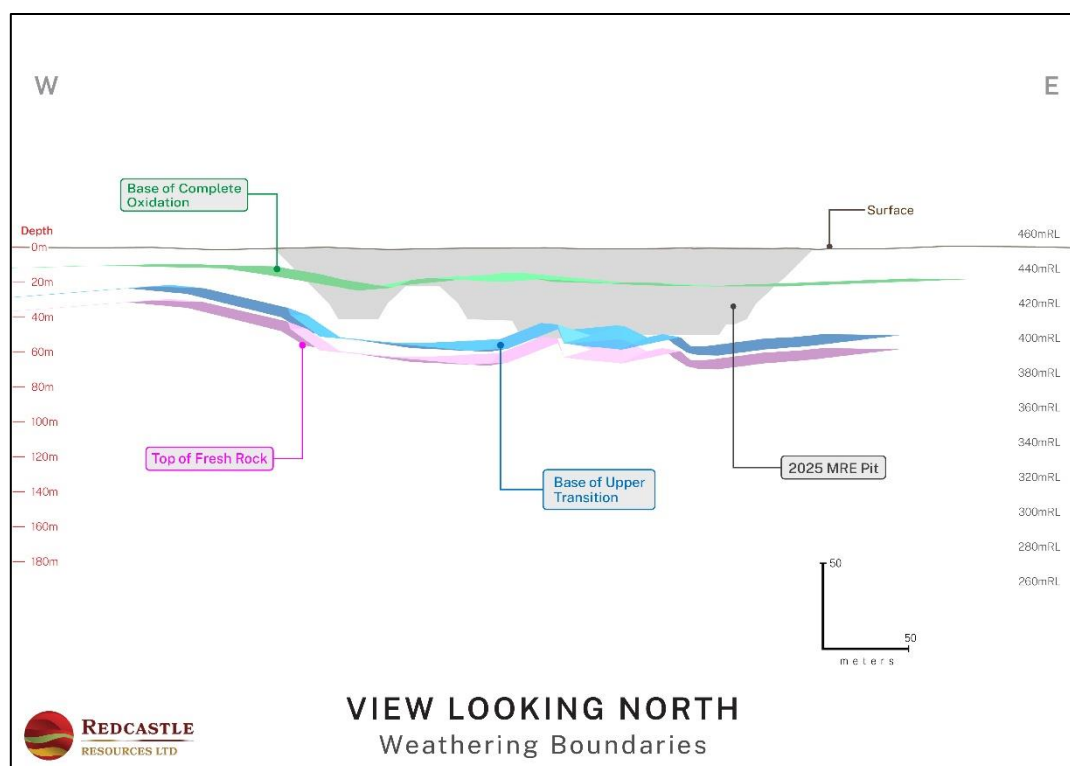 W
E
Base of Complete
Oxidation
Surface
Depth
0m
20m
40m
60m
80m
100m
120m
140m
160m
180m
460mRL
440mRL
420mRL
400mRL
380mRL
360mRL
340mRL
320mRL
300mRL
280mRL
260mRL
Top of Fresh Rock
Base of Upper
Transition
2025 MRE Pit
50
50
meters
VIEW LOOKING NORTH
Weathering Boundaries
REDCASTLE
RESOURCES LTD